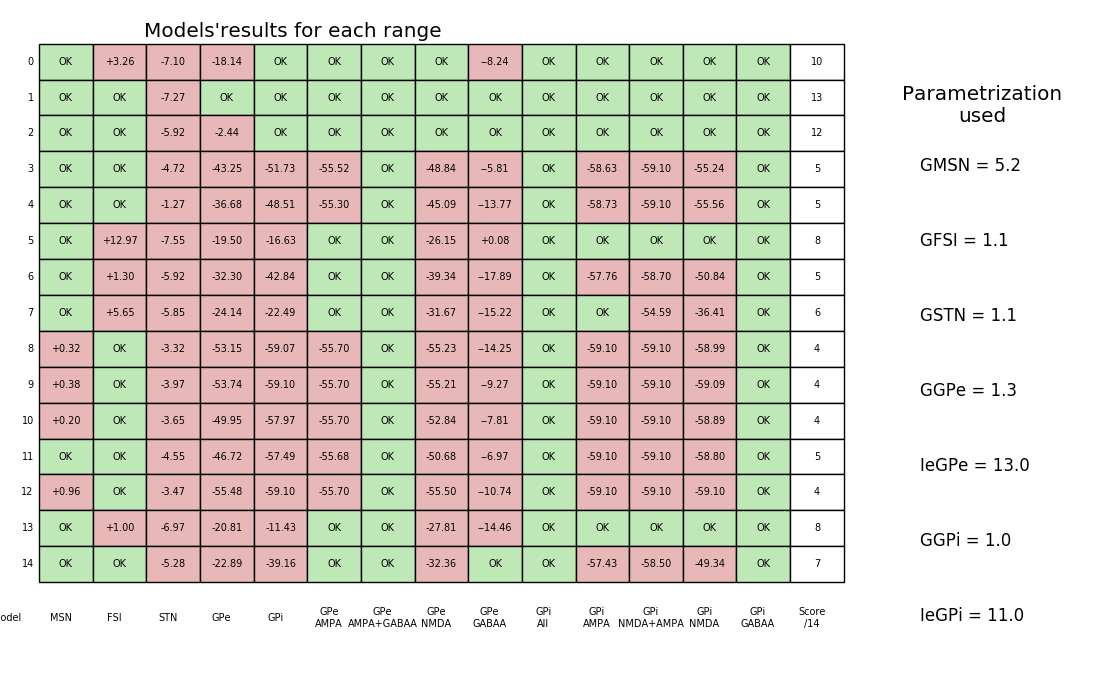 Models'results for each range
0 OK +3.26 -7.10 -18.14 OK OK OK OK --8.24 OK OK OK OK OK 10
1 OK OK -7.27 OK OK OK OK OK OK OK OK OK OK OK 13
2 OK OK -5.92 -2.44 OK OK OK OK OK OK OK OK OK OK 12
3 OK OK -4.72 -43.25 -51.73 -55.52 OK -48.84 --5.81 OK -58.63 -59.10 -55.24 OK 5
4 OK OK -1.27 -36.68 -48.51 -55.30 OK -45.09 --13.77 OK -58.73 -59.10 -55.56 OK 5
5 OK +12.97 -7.55 -19.50 -16.63 OK OK -26.15 +0.08 OK OK OK OK OK 8
6 OK +1.30 -5.92 -32.30 -42.84 OK OK -39.34 --17.89 OK -57.76 -58.70 -50.84 OK 5
7 OK +5.65 -5.85 -24.14 -22.49 OK OK -31.67 --15.22 OK OK -54.59 -36.41 OK 6
8 +0.32 OK -3.32 -53.15 -59.07 -55.70 OK -55.23 --14.25 OK -59.10 -59.10 -58.99 OK 4
9 +0.38 OK -3.97 -53.74 -59.10 -55.70 OK -55.21 --9.27 OK -59.10 -59.10 -59.09 OK 4
10 +0.20 OK -3.65 -49.95 -57.97 -55.70 OK -52.84 --7.81 OK -59.10 -59.10 -58.89 OK 4
11 OK OK -4.55 -46.72 -57.49 -55.68 OK -50.68 --6.97 OK -59.10 -59.10 -58.80 OK 5
12 +0.96 OK -3.47 -55.48 -59.10 -55.70 OK -55.50 --10.74 OK -59.10 -59.10 -59.10 OK 4
13 OK +1.00 -6.97 -20.81 -11.43 OK OK -27.81 --14.46 OK OK OK OK OK 8
14 OK OK -5.28 -22.89 -39.16 OK OK -32.36 OK OK -57.43 -58.50 -49.34 OK 7
GPe GPe GPe GPe GPi GPi GPi GPi GPi Score
odel MSN FSI STN GPe GPi
AMPA AMPA+GABAA NMDA GABAA All AMPA NMDA+AMPA NMDA GABAA /14
Parametrization
used
GMSN = 5.2
GFSI = 1.1
GSTN = 1.1
GGPe = 1.3
IeGPe = 13.0
GGPi = 1.0
IeGPi = 11.0